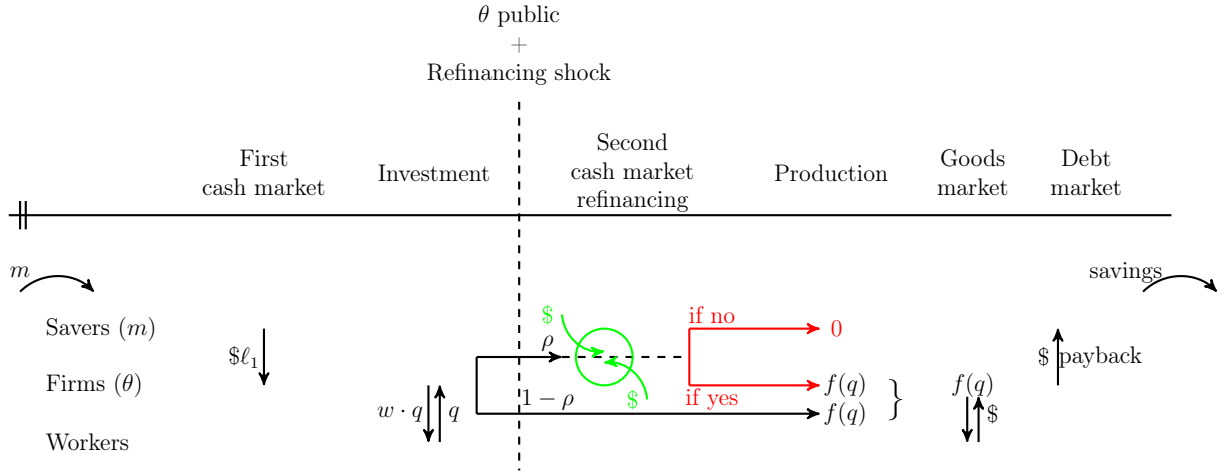 θ public
+
Refinancing shock
First
cash market
Investment
Second
cash market
refinancing
Production
Goods
market
Debt
market
m
savings
Savers (m)
Firms (θ)
Workers
$ℓ₁
w · q
q
ρ
1 − ρ
$
$
if no
0
if yes
f(q)
f(q)
}
f(q)
$
$ payback